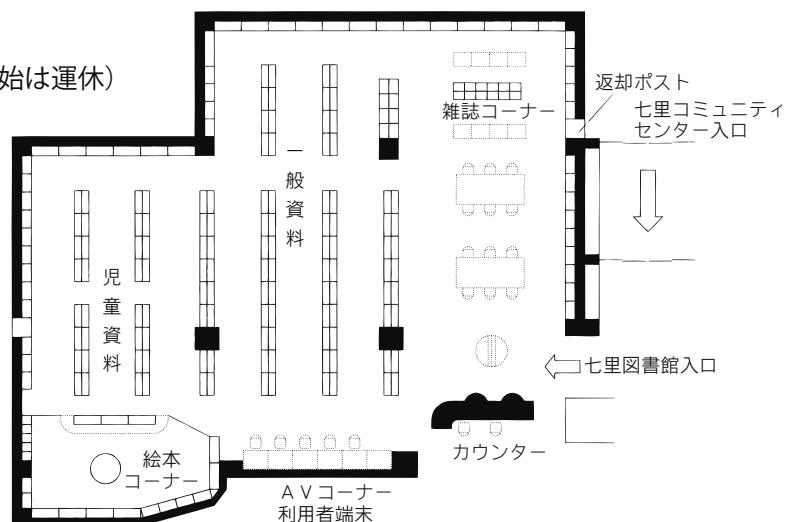 始は運休）
返却ポスト
七里コミュニティ
センター入口
雑誌コーナー
一般資料
児童資料
七里図書館入口
カウンター
絵本
コーナー
ＡＶコーナー
利用者端末